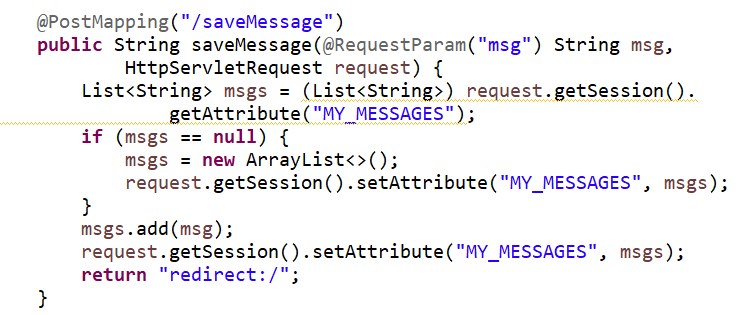 @PostMapping("/saveMessage")
public String saveMessage(@RequestParam("msg") String msg,
HttpServletRequest request) {
List<String> msgs = (List<String>) request.getSession().
getAttribute("MY_MESSAGES");
if (msgs == null) {
msgs = new ArrayList<>();
request.getSession().setAttribute("MY_MESSAGES", msgs);
}
msgs.add(msg);
request.getSession().setAttribute("MY_MESSAGES", msgs);
return "redirect:/";
}